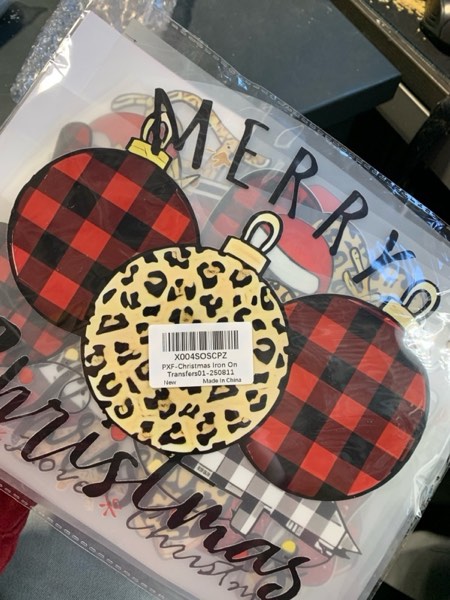 MERRY
X004SOSCPZ
PXF-Christmas Iron On
Transfers01-250811
New Made In China
Christmas